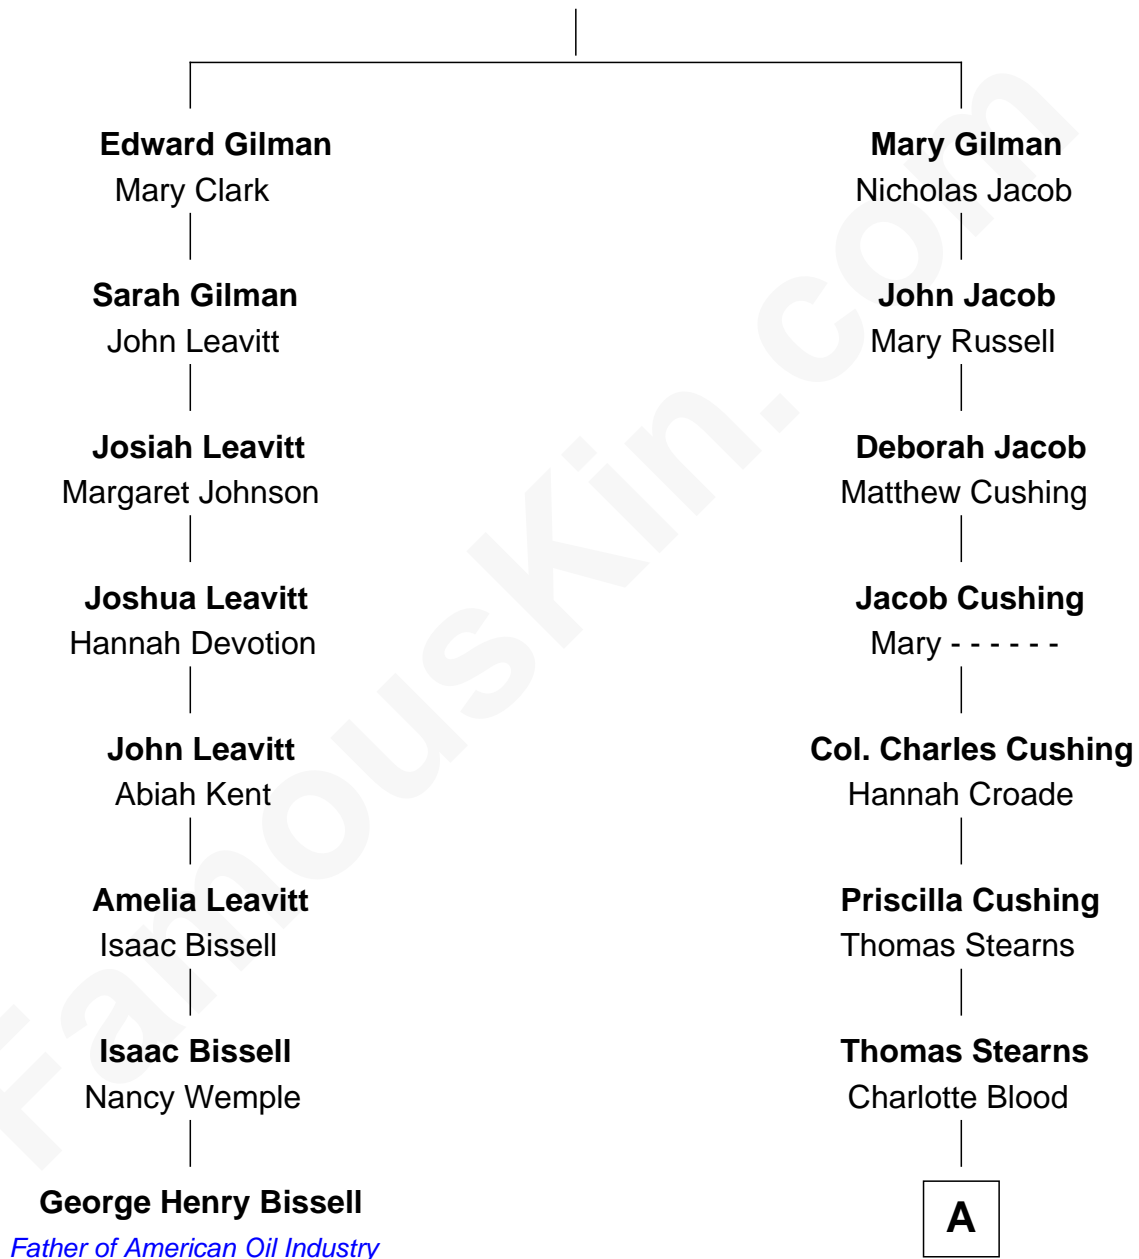 Edward Gilman
Mary Clark
Sarah Gilman
John Leavitt
Josiah Leavitt
Margaret Johnson
Joshua Leavitt
Hannah Devotion
John Leavitt
Abiah Kent
Amelia Leavitt
Isaac Bissell
Isaac Bissell
Nancy Wemple
George Henry Bissell
Father of American Oil Industry
Mary Gilman
Nicholas Jacob
John Jacob
Mary Russell
Deborah Jacob
Matthew Cushing
Jacob Cushing
Mary - - - - - -
Col. Charles Cushing
Hannah Croade
Priscilla Cushing
Thomas Stearns
Thomas Stearns
Charlotte Blood
A
FamousKin.com